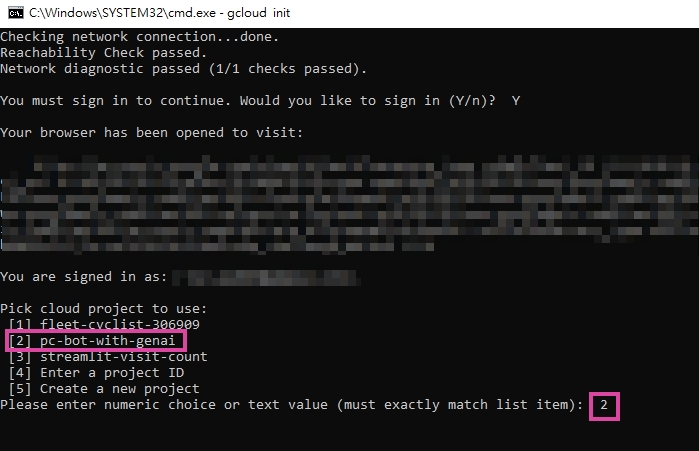 C:\Windows\SYSTEM32\cmd.exe - gcloud  init
Checking network connection...done.
Reachability Check passed.
Network diagnostic passed (1/1 checks passed).
You must sign in to continue. Would you like to sign in (Y/n)?  Y
Your browser has been opened to visit:
You are signed in as:
Pick cloud project to use:
[1] fleet-cyclist-306909
[2] pc-bot-with-genai
[3] streamlit-visit-count
[4] Enter a project ID
[5] Create a new project
Please enter numeric choice or text value (must exactly match list item):  2